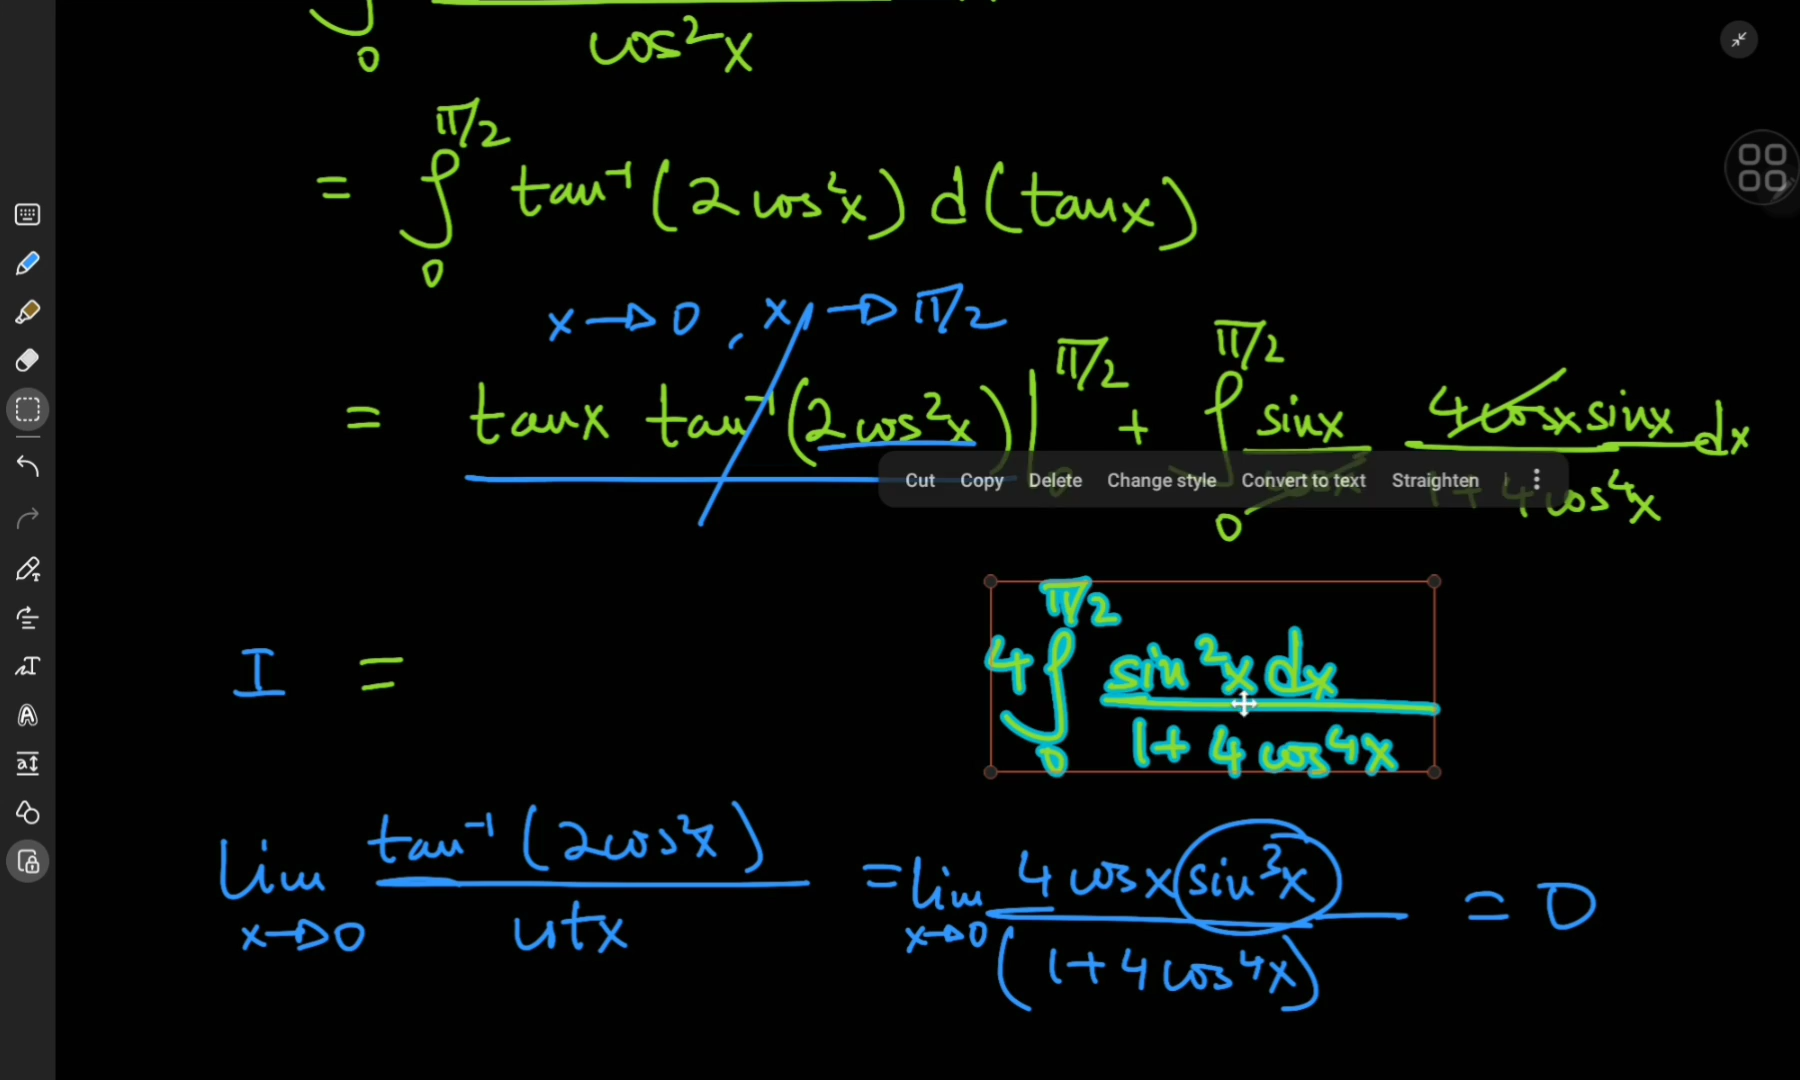 0 cos²x
π/2
= ∫ tan⁻¹(2cos²x) d(tanx)
0
x→0, x→π/2
= tanx tan⁻¹(2cos²x)|₀^π/2 + ∫₀^π/2 sinx/cosx 4cosx sinx/1+4cos⁴x dx
Cut Copy Delete Change style Convert to text Straighten
I = 4∫₀^π/2 sin²x dx/1+4cos⁴x
lim x→0 tan⁻¹(2cos²x)/cotx = lim x→0 4cosx sin³x/(1+4cos⁴x) = 0